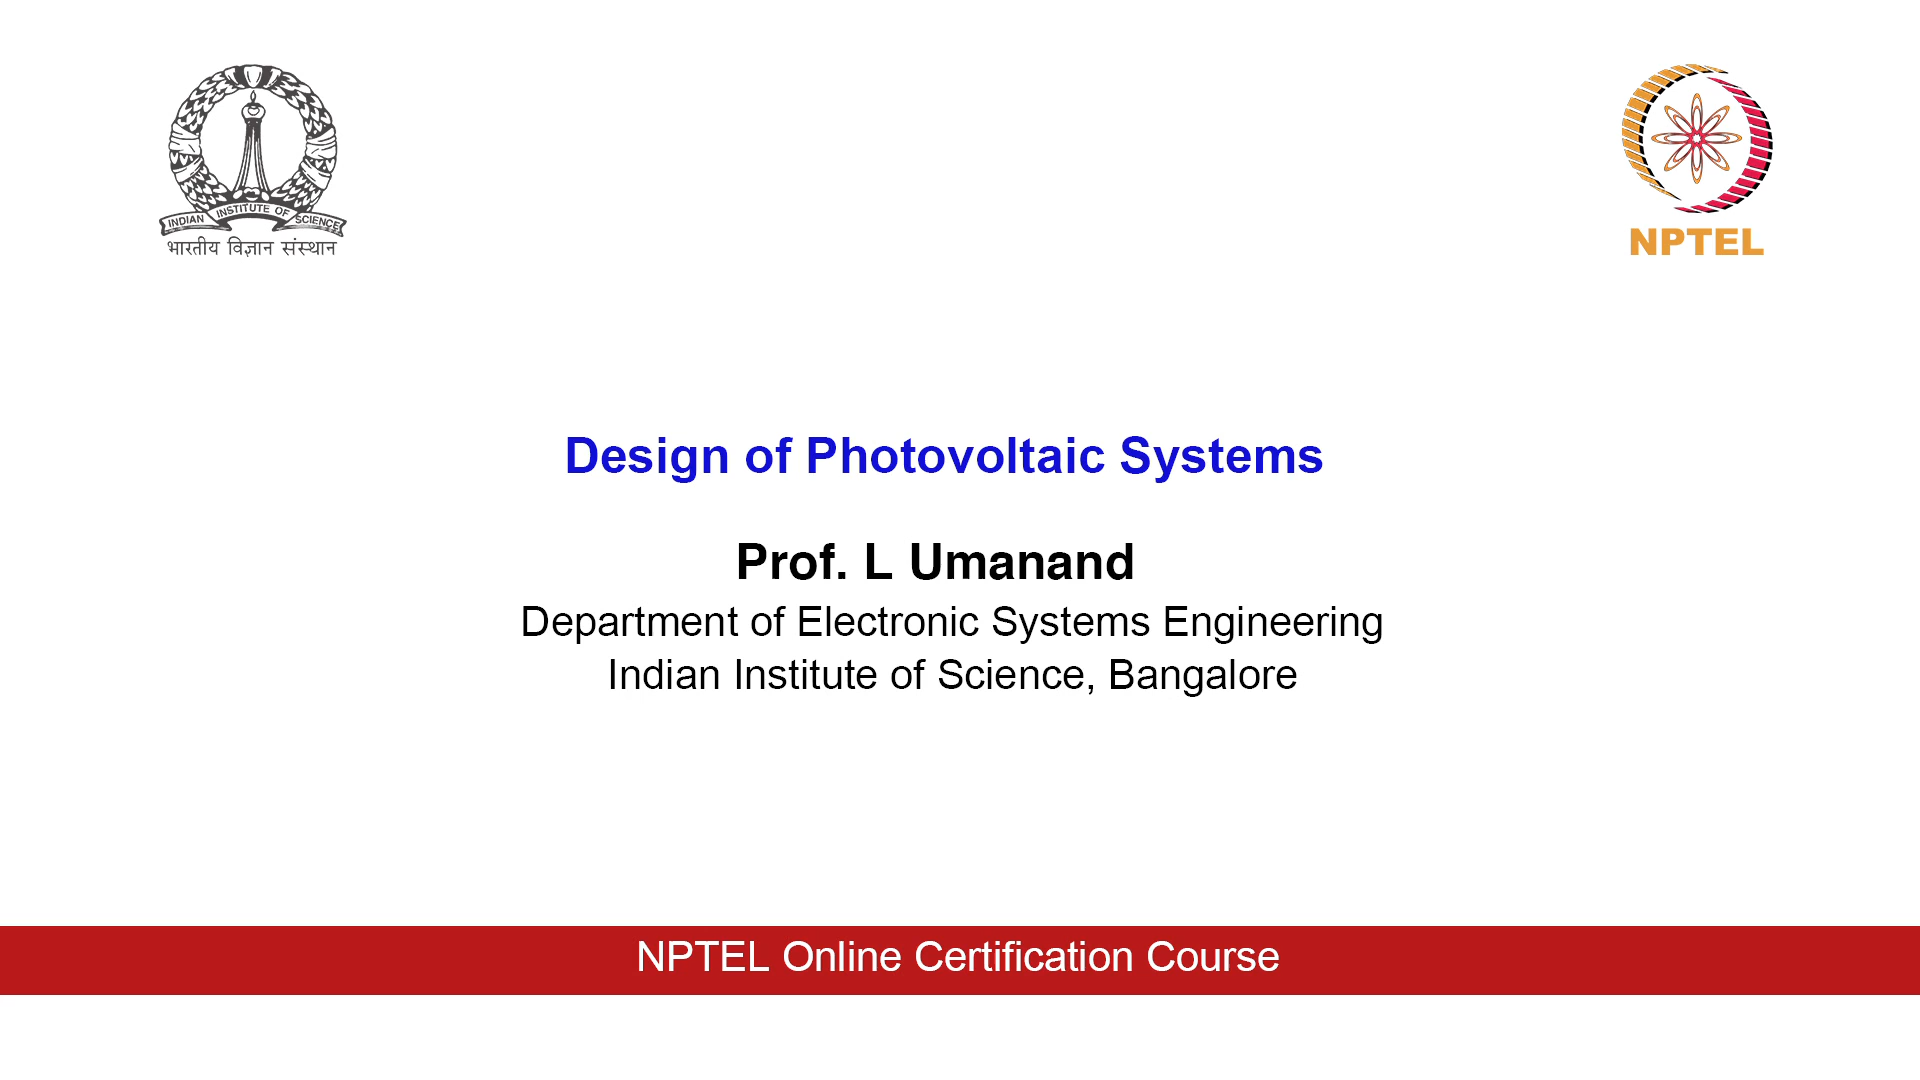 INDIAN INSTITUTE OF SCIENCE
भारतीय विज्ञान संस्थान
NPTEL
Design of Photovoltaic Systems
Prof. L Umanand
Department of Electronic Systems Engineering
Indian Institute of Science, Bangalore
NPTEL Online Certification Course